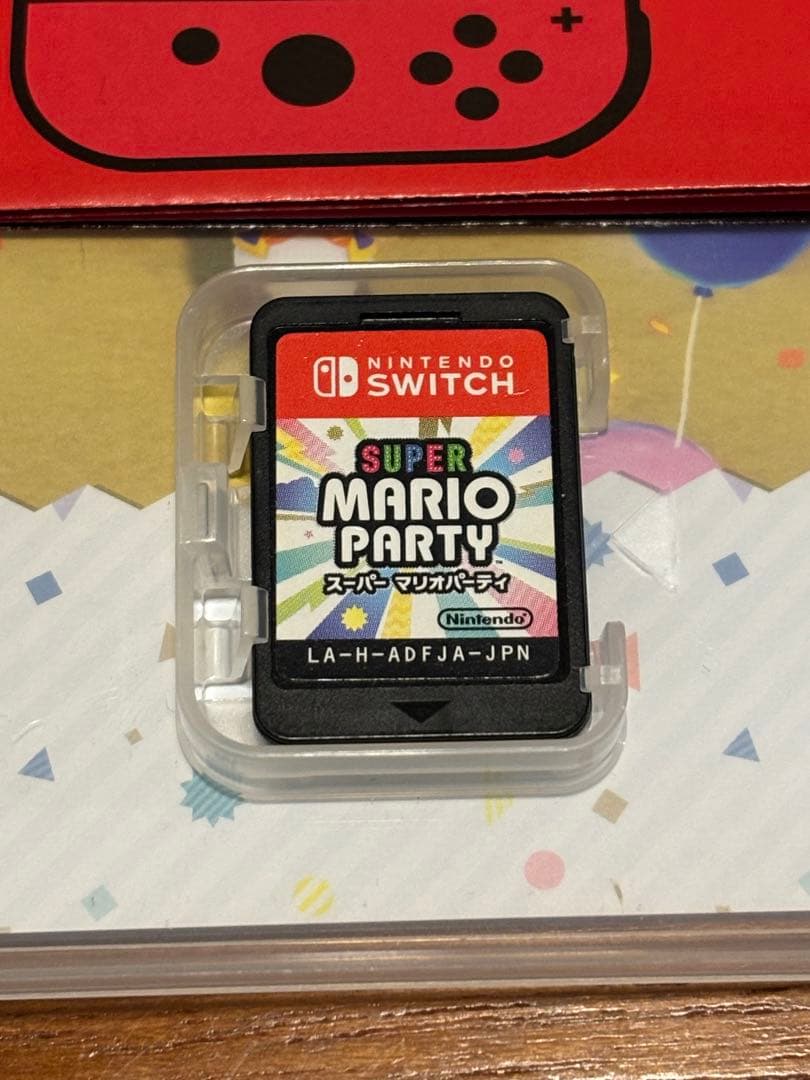 NINTENDO
SWITCH
SUPER
MARIO
PARTY™
スーパー マリオパーティ
Nintendo®
LA-H-ADFJA-JPN